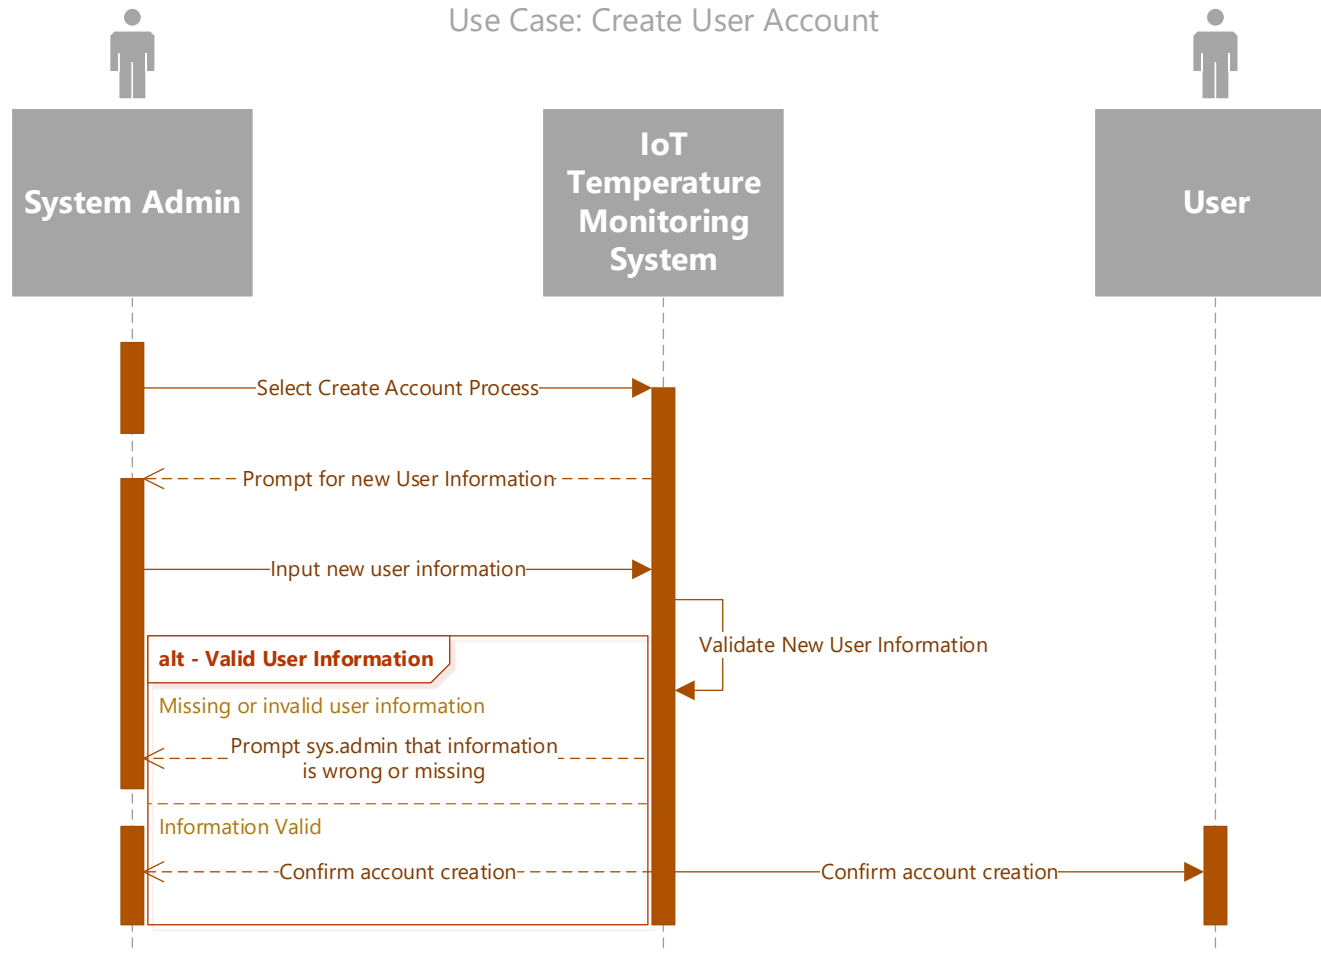 Use Case: Create User Account
System Admin
IoT
Temperature
Monitoring
System
User
Select Create Account Process
Prompt for new User Information
Input new user information
Validate New User Information
alt - Valid User Information
Missing or invalid user information
Prompt sys.admin that information
is wrong or missing
Information Valid
Confirm account creation
Confirm account creation